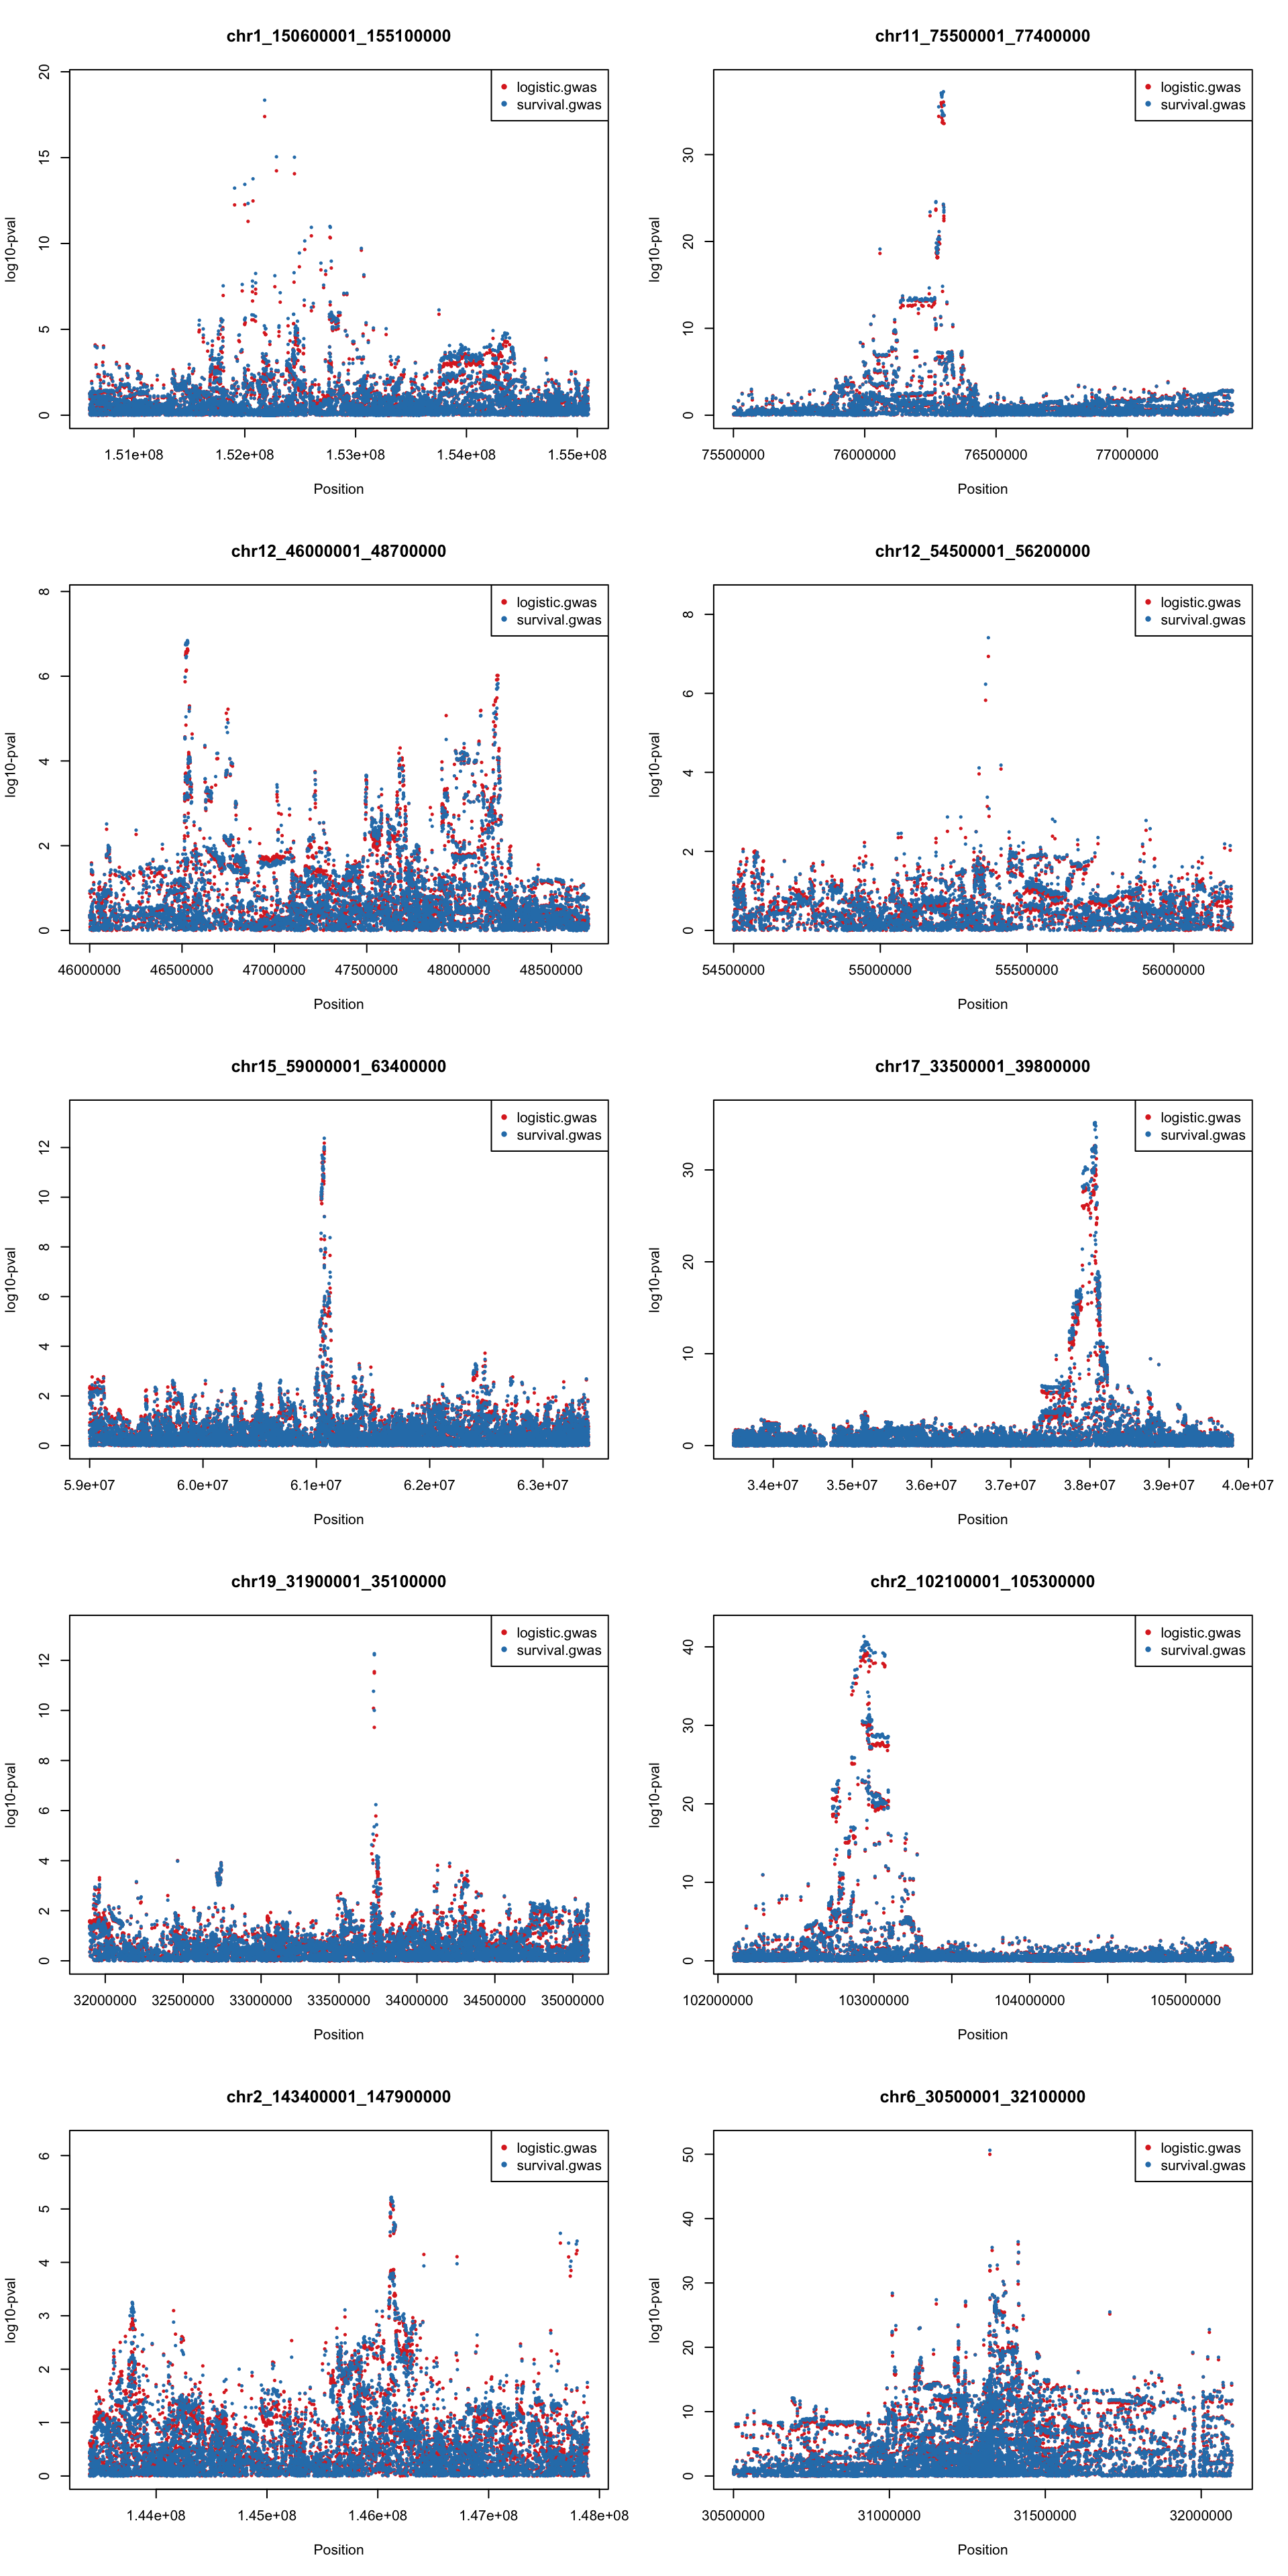 chr1_150600001_155100000
logistic.gwas
survival.gwas
log10-pval
0
5
10
15
20
1.51e+08 1.52e+08 1.53e+08 1.54e+08 1.55e+08
Position
chr11_75500001_77400000
logistic.gwas
survival.gwas
log10-pval
0
10
20
30
75500000 76000000 76500000 77000000
Position
chr12_46000001_48700000
logistic.gwas
survival.gwas
log10-pval
0
2
4
6
8
46000000 46500000 47000000 47500000 48000000 48500000
Position
chr12_54500001_56200000
logistic.gwas
survival.gwas
log10-pval
0
2
4
6
8
54500000 55000000 55500000 56000000
Position
chr15_59000001_63400000
logistic.gwas
survival.gwas
log10-pval
0
2
4
6
8
10
12
5.9e+07 6.0e+07 6.1e+07 6.2e+07 6.3e+07
Position
chr17_33500001_39800000
logistic.gwas
survival.gwas
log10-pval
0
10
20
30
3.4e+07 3.5e+07 3.6e+07 3.7e+07 3.8e+07 3.9e+07 4.0e+07
Position
chr19_31900001_35100000
logistic.gwas
survival.gwas
log10-pval
0
2
4
6
8
10
12
32000000 32500000 33000000 33500000 34000000 34500000 35000000
Position
chr2_102100001_105300000
logistic.gwas
survival.gwas
log10-pval
0
10
20
30
40
102000000 103000000 104000000 105000000
Position
chr2_143400001_147900000
logistic.gwas
survival.gwas
log10-pval
0
1
2
3
4
5
6
1.44e+08 1.45e+08 1.46e+08 1.47e+08 1.48e+08
Position
chr6_30500001_32100000
logistic.gwas
survival.gwas
log10-pval
0
10
20
30
40
50
30500000 31000000 31500000 32000000
Position